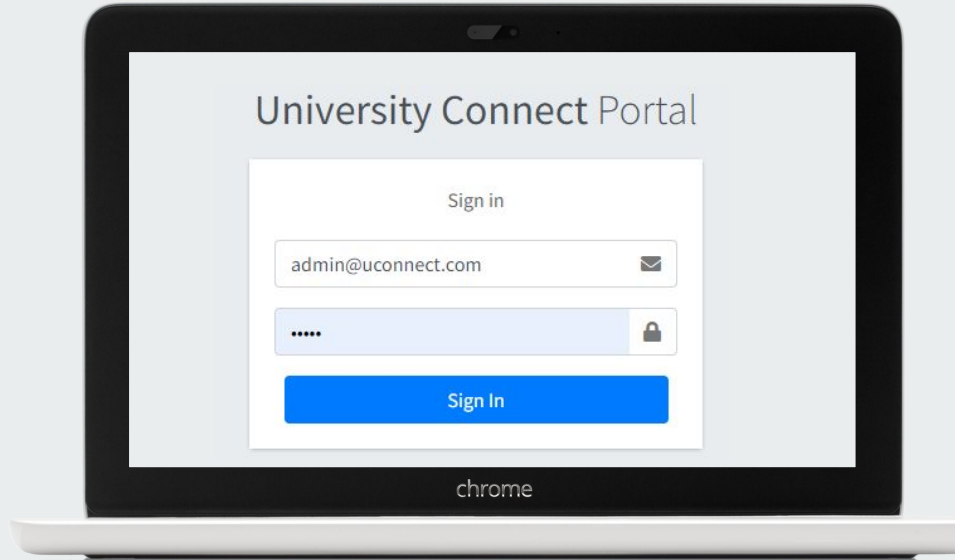 University Connect Portal
Sign in
admin@uconnect.com
•••••
Sign In
chrome